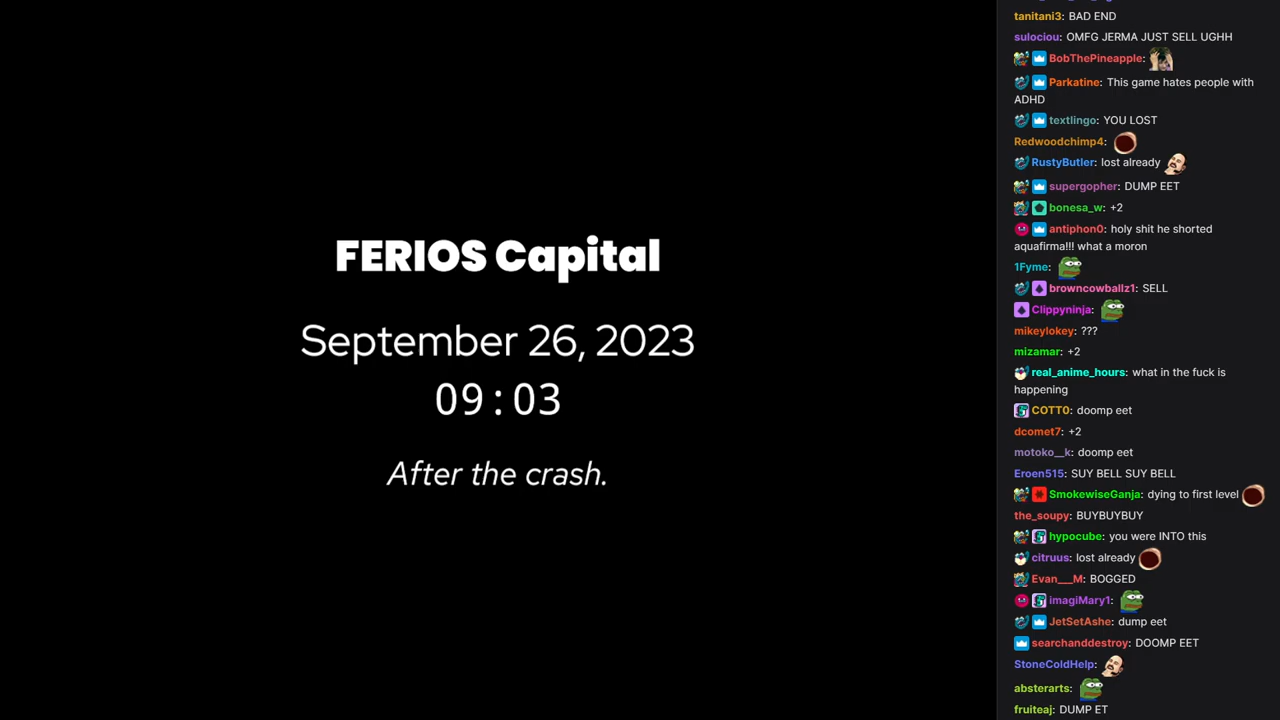 FERIOS Capital
September 26, 2023
09:03
After the crash.
tanitani3: BAD END
sulociou: OMFG JERMA JUST SELL UGHH
BobThePineapple:
Parkatine: This game hates people with
ADHD
textlingo: YOU LOST
Redwoodchimp4:
RustyButler: lost already
supergopher: DUMP EET
bonesa_w: +2
antiphon0: holy shit he shorted
aquafirma!!! what a moron
1Fyme:
browncowballz1: SELL
Clippyninja:
mikeylokey: ???
mizamar: +2
real_anime_hours: what in the fuck is
happening
COTT0: doomp eet
dcomet7: +2
motoko__k: doomp eet
Eroen515: SUY BELL SUY BELL
SmokewiseGanja: dying to first level
the_soupy: BUYBUYBUY
hypocube: you were INTO this
citruus: lost already
Evan___M: BOGGED
imagiMary1:
JetSetAshe: dump eet
searchanddestroy: DOOMP EET
StoneColdHelp:
absterarts:
fruiteaj: DUMP ET